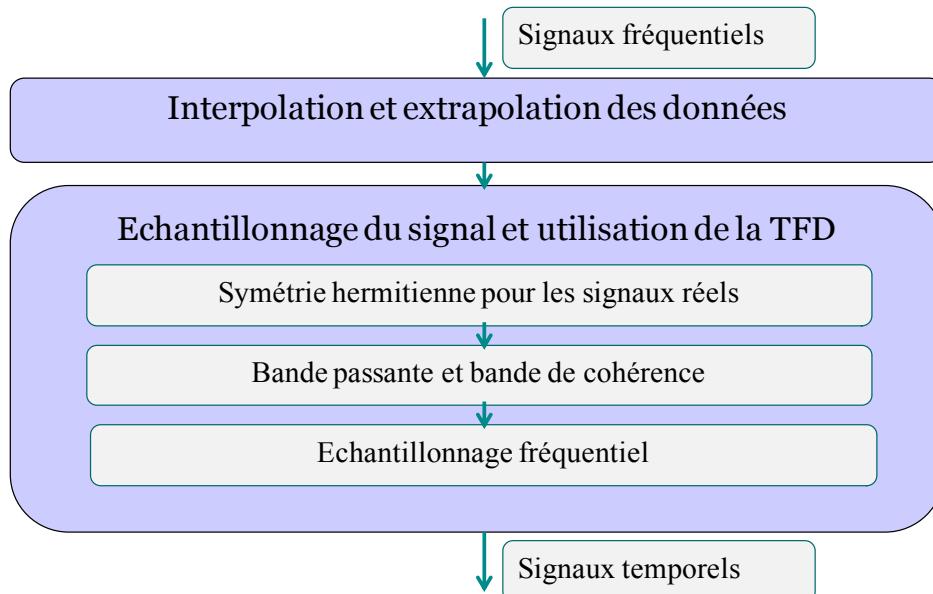 Signaux fréquentiels
Interpolation et extrapolation des données
Echantillonnage du signal et utilisation de la TFD
Symétrie hermitienne pour les signaux réels
Bande passante et bande de cohérence
Echantillonnage fréquentiel
Signaux temporels